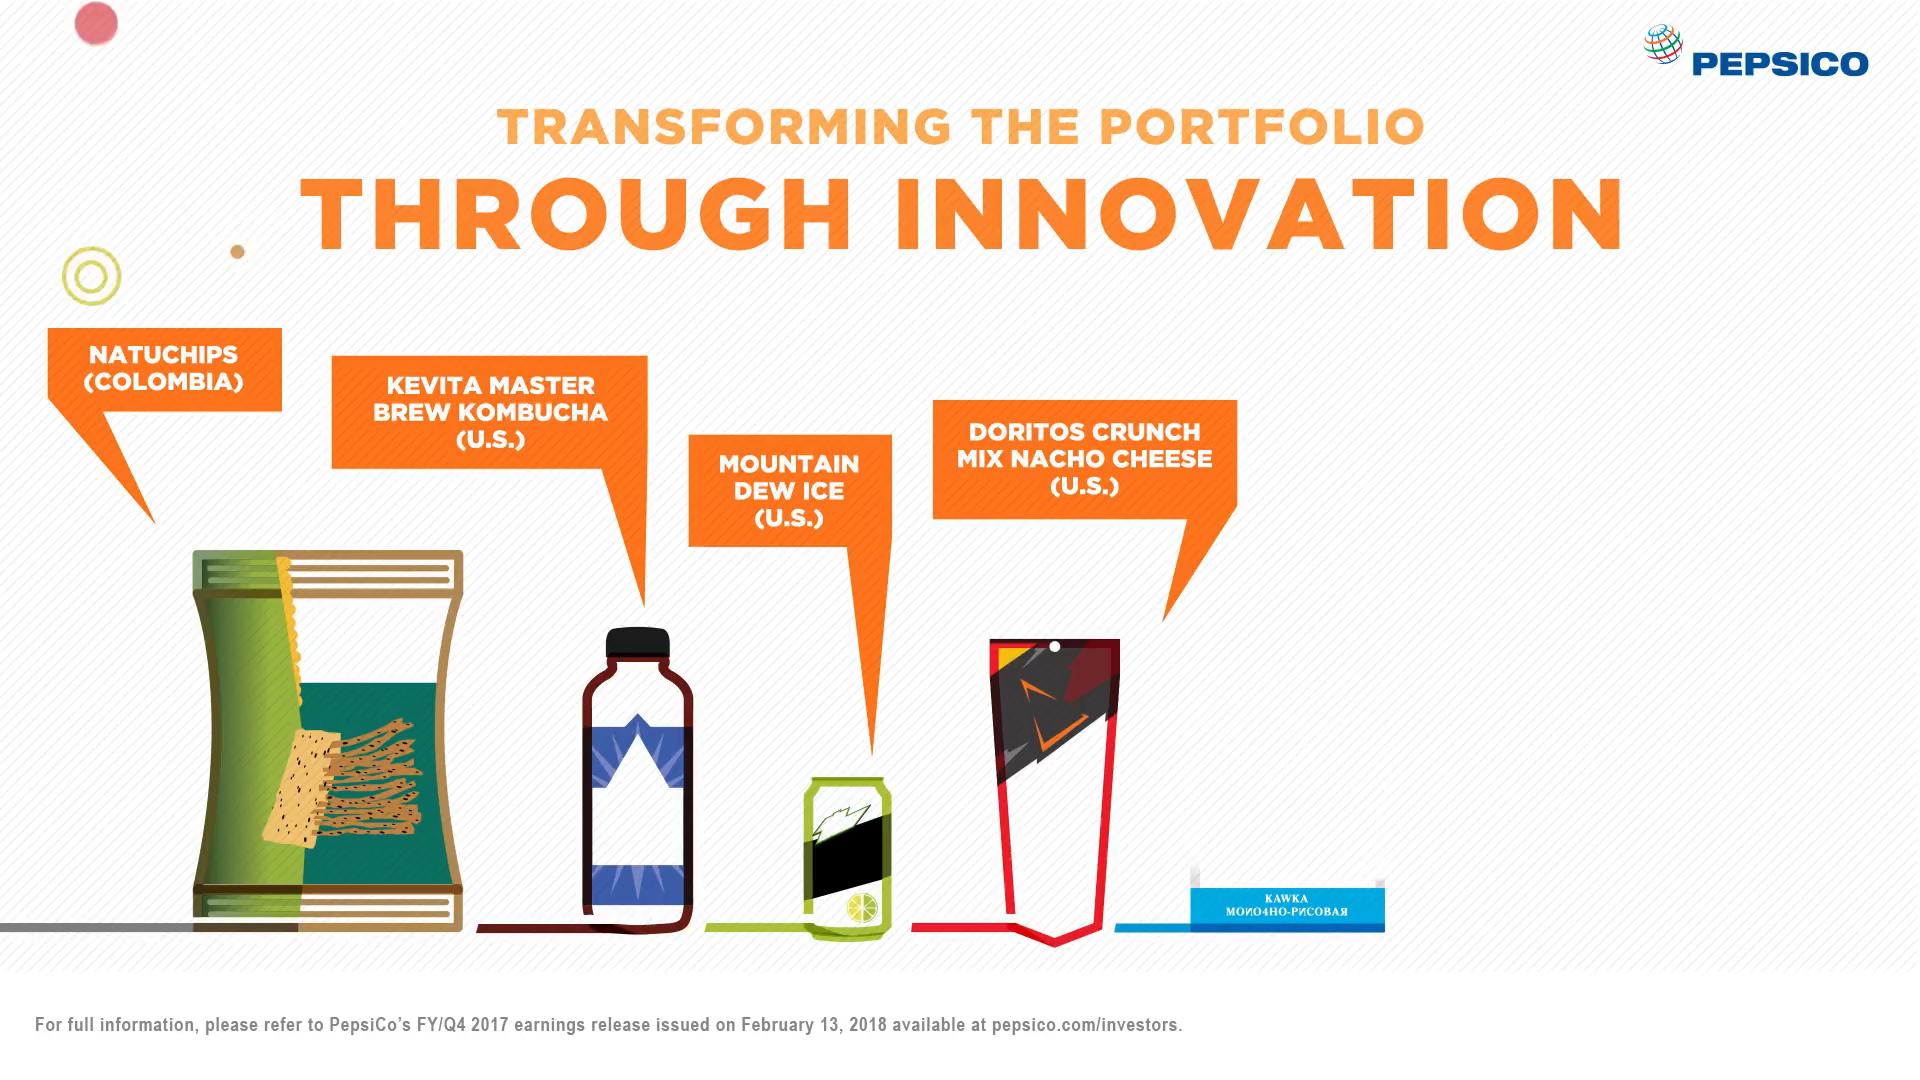 PEPSICO
TRANSFORMING THE PORTFOLIO
THROUGH INNOVATION
NATUCHIPS
(COLOMBIA)
KEVITA MASTER
BREW KOMBUCHA
(U.S.)
MOUNTAIN
DEW ICE
(U.S.)
DORITOS CRUNCH
MIX NACHO CHEESE
(U.S.)
KAWKA
МОИО4НО-РИСОВАЯ
For full information, please refer to PepsiCo’s FY/Q4 2017 earnings release issued on February 13, 2018 available at pepsico.com/investors.